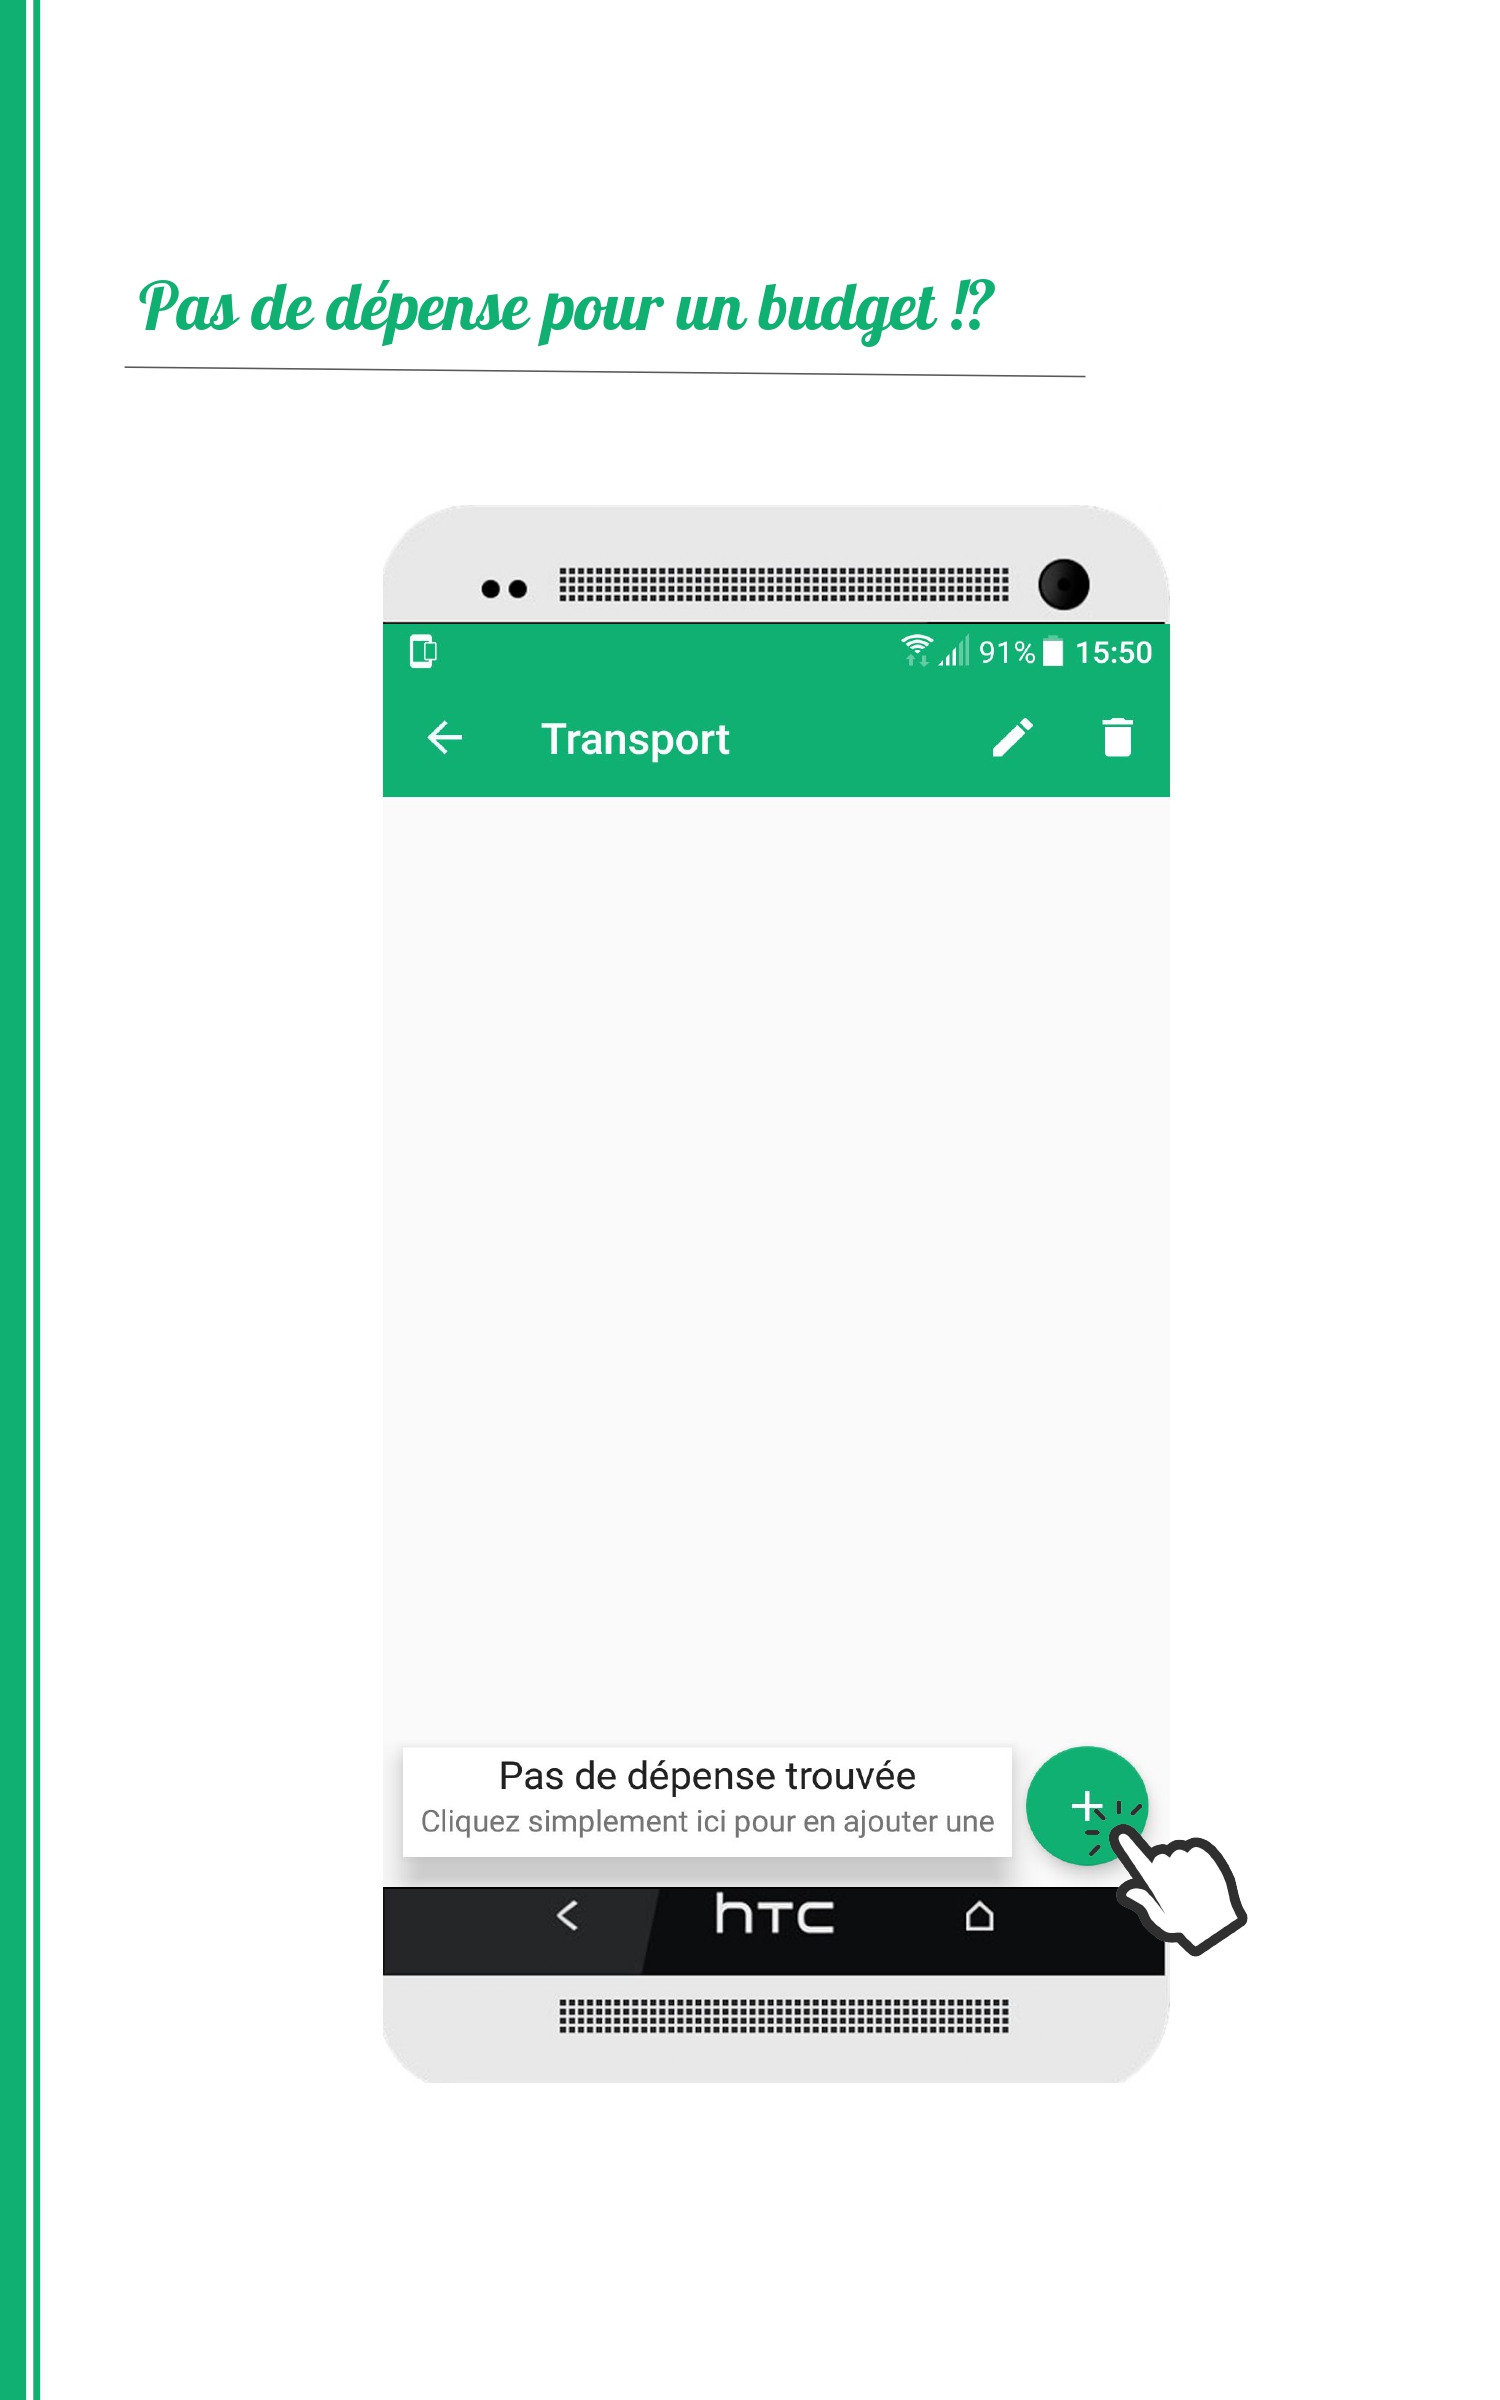 Pas de dépense pour un budget !?
91% 15:50
Transport
Pas de dépense trouvée
Cliquez simplement ici pour en ajouter une
+
hTC